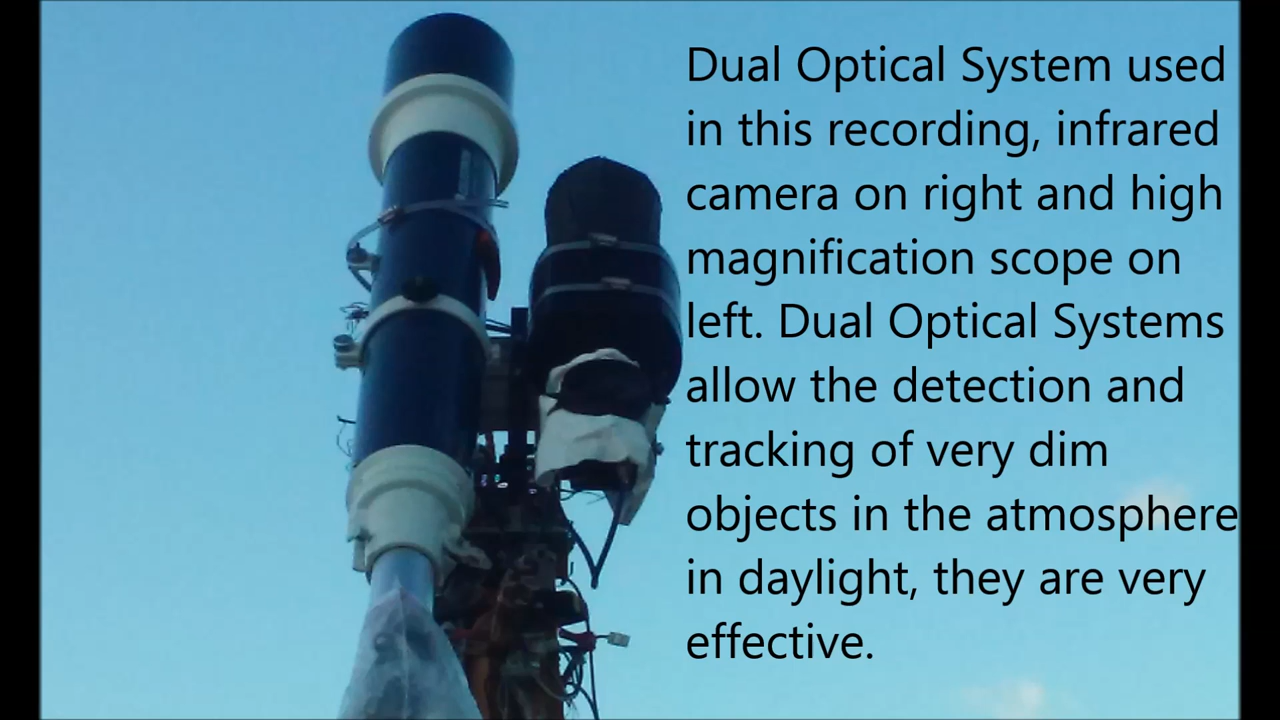 Dual Optical System used
in this recording, infrared
camera on right and high
magnification scope on
left. Dual Optical Systems
allow the detection and
tracking of very dim
objects in the atmosphere
in daylight, they are very
effective.